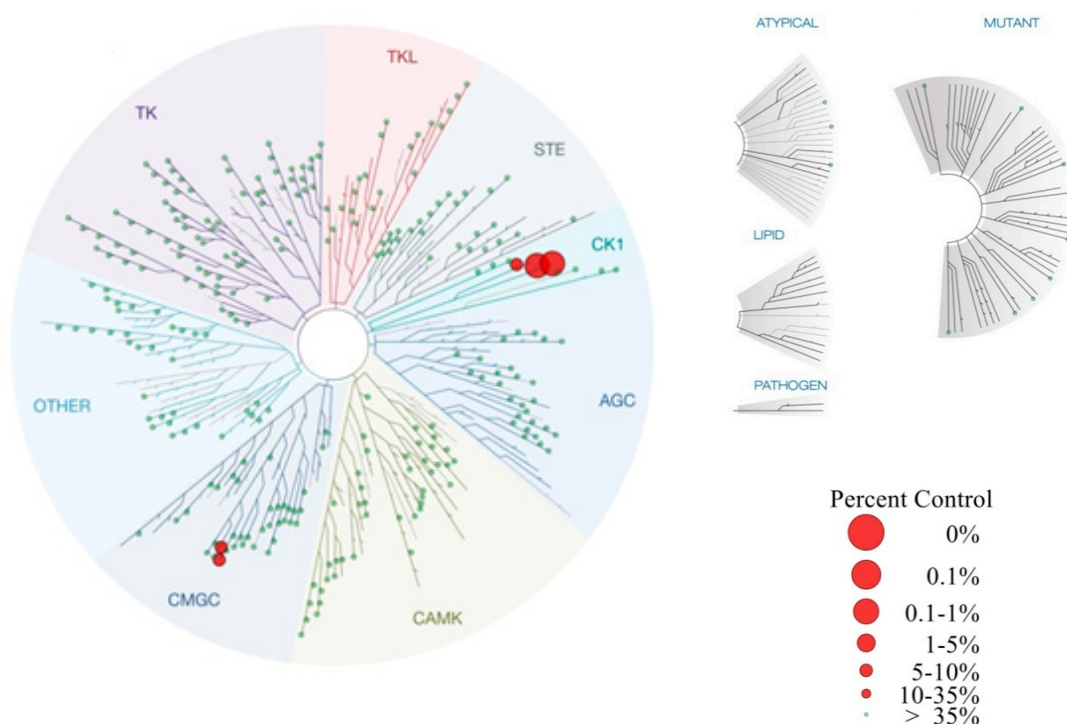 TKL
TK
STE
CK1
OTHER
AGC
CMGC
CAMK
ATYPICAL
MUTANT
LIPID
PATHOGEN
Percent Control
0%
0.1%
0.1-1%
1-5%
5-10%
10-35%
> 35%